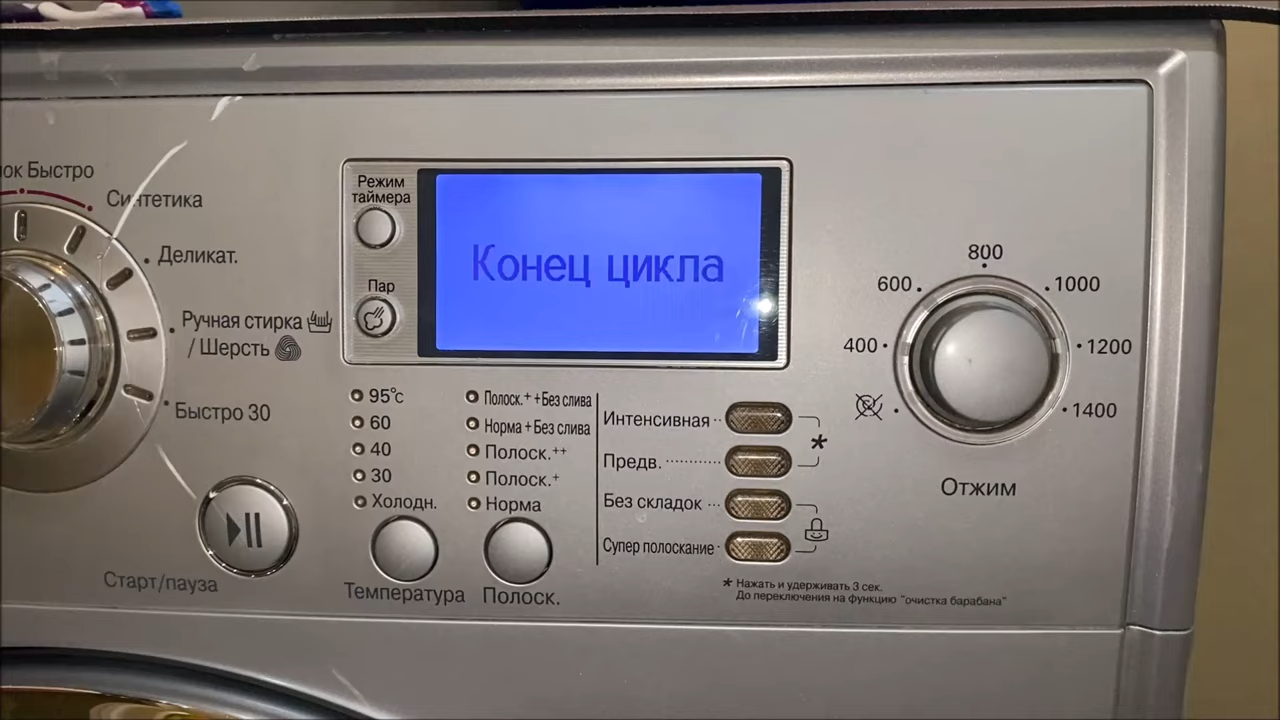 Быстро
Синтетика
Деликат.
Ручная стирка
/ Шерсть
Быстро 30
Старт/пауза
Режим
таймера
Пар
Конец цикла
95°C
60
40
30
Холодн.
Температура
Полоск.⁺ +Без слива
Норма + Без слива
Полоск.⁺⁺
Полоск.⁺
Норма
Полоск.
Интенсивная
Предв.
Без складок
Супер полоскание
*
* Нажать и удерживать 3 сек.
До переключения на функцию "очистка барабана"
400
600
800
1000
1200
1400
Отжим